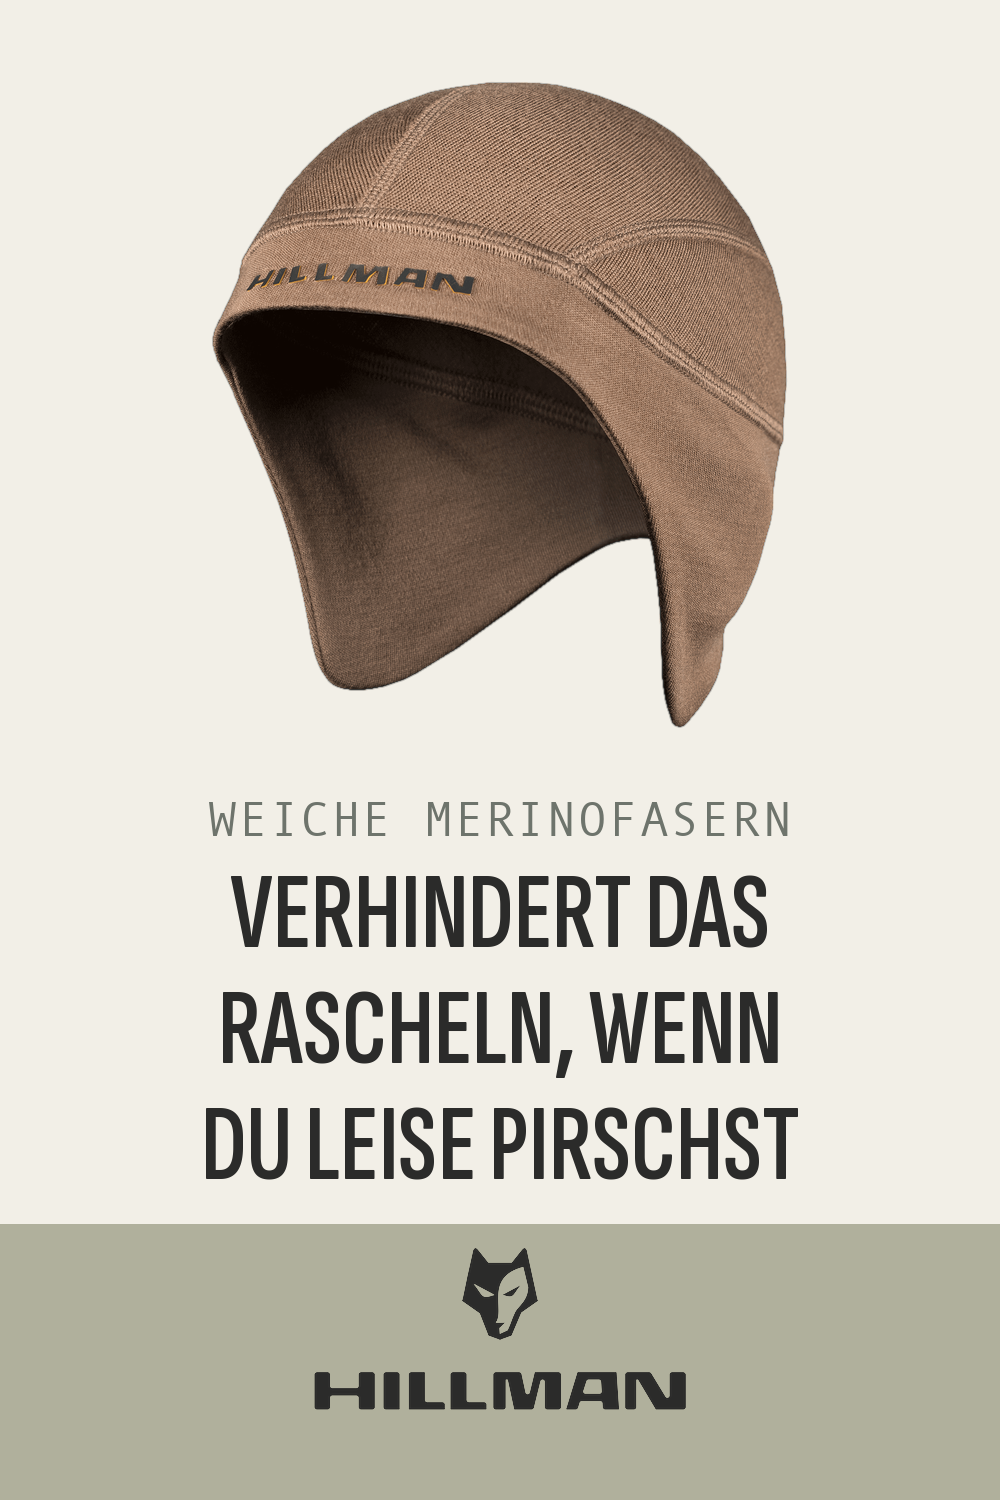 HILLMAN
WEICHE MERINOFASERN
VERHINDERT DAS
RASCHELN, WENN
DU LEISE PIRSCHST
HILLMAN